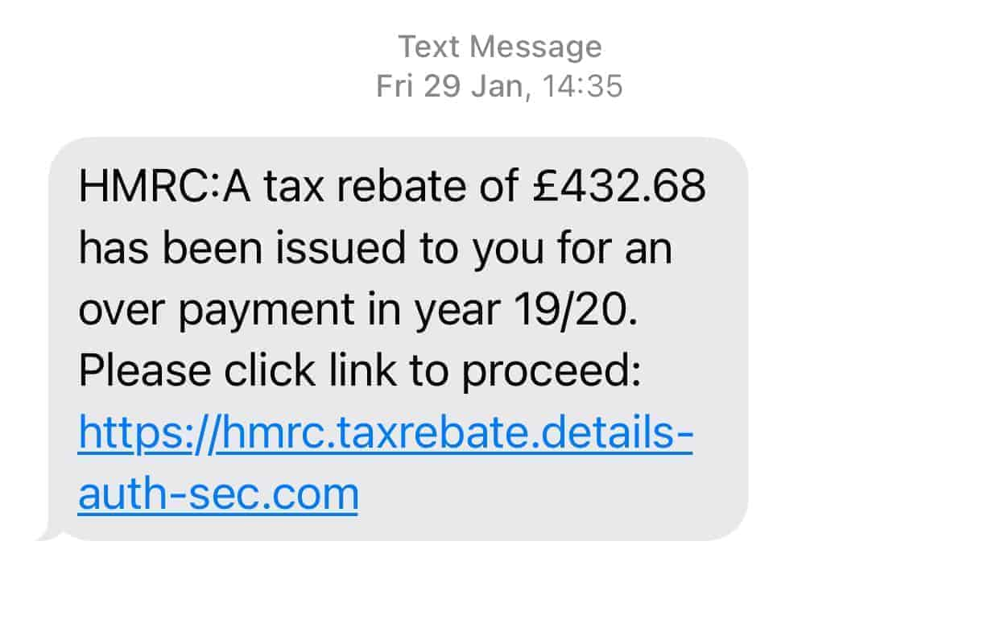 Text Message
Fri 29 Jan, 14:35
HMRC:A tax rebate of £432.68
has been issued to you for an
over payment in year 19/20.
Please click link to proceed:
https://hmrc.taxrebate.details-
auth-sec.com